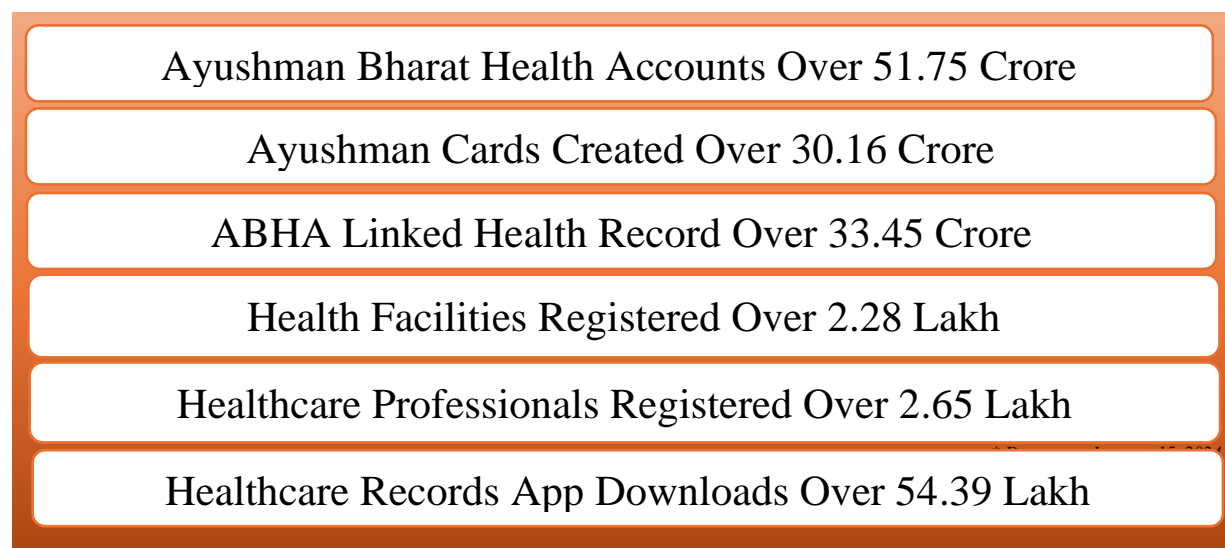 Ayushman Bharat Health Accounts Over 51.75 Crore
Ayushman Cards Created Over 30.16 Crore
ABHA Linked Health Record Over 33.45 Crore
Health Facilities Registered Over 2.28 Lakh
Healthcare Professionals Registered Over 2.65 Lakh
15, 2024
Healthcare Records App Downloads Over 54.39 Lakh